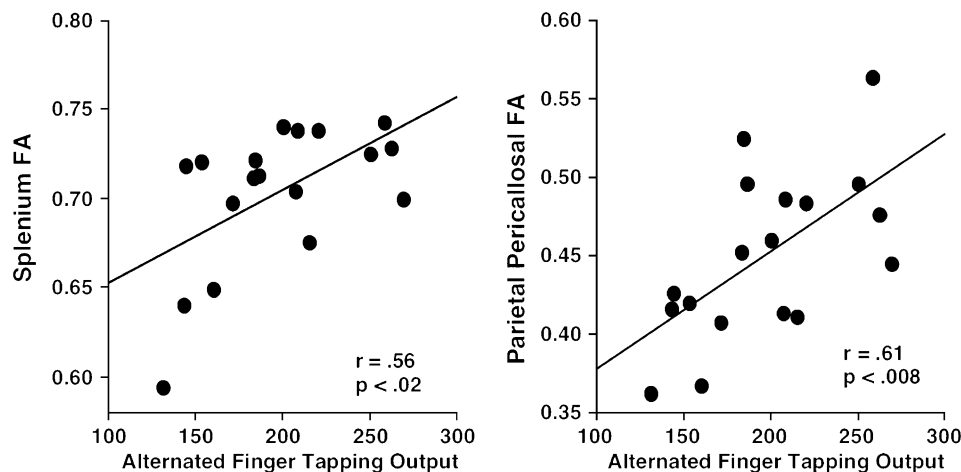 0.80
0.75
0.70
0.65
0.60
Splenium FA
100 150 200 250 300
Alternated Finger Tapping Output
r = .56
p < .02
0.60
0.55
0.50
0.45
0.40
0.35
Parietal Pericallosal FA
100 150 200 250 300
Alternated Finger Tapping Output
r = .61
p < .008